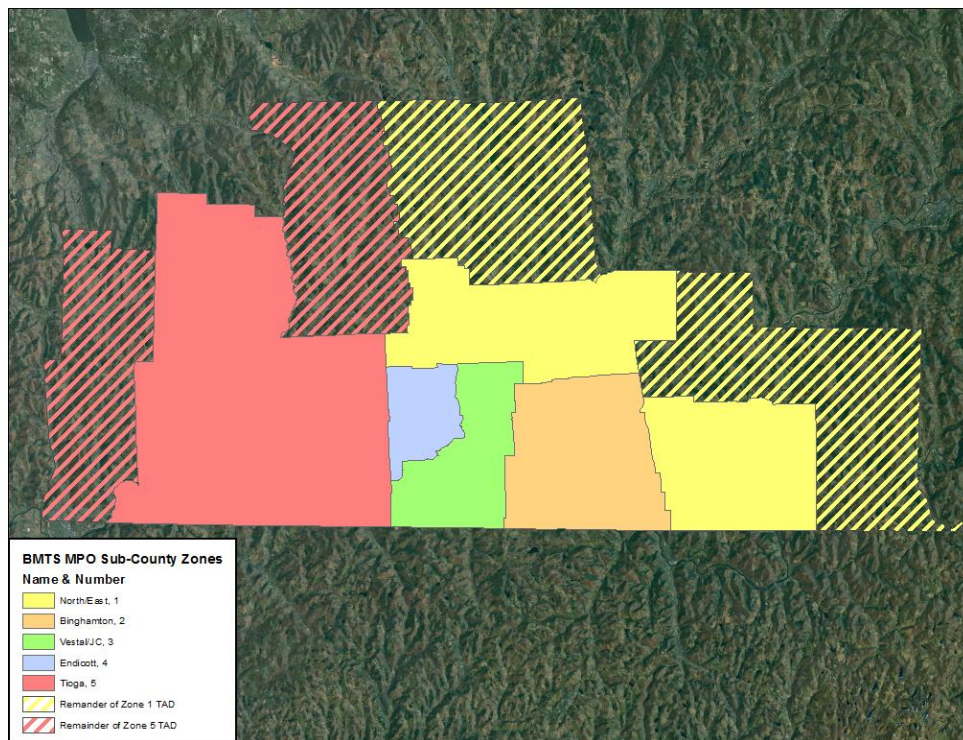 BMTS MPO Sub-County Zones
Name & Number
North/East, 1
Binghamton, 2
Vestal/JC, 3
Endicott, 4
Tioga, 5
Remander of Zone 1 TAD
Remainder of Zone 5 TAD